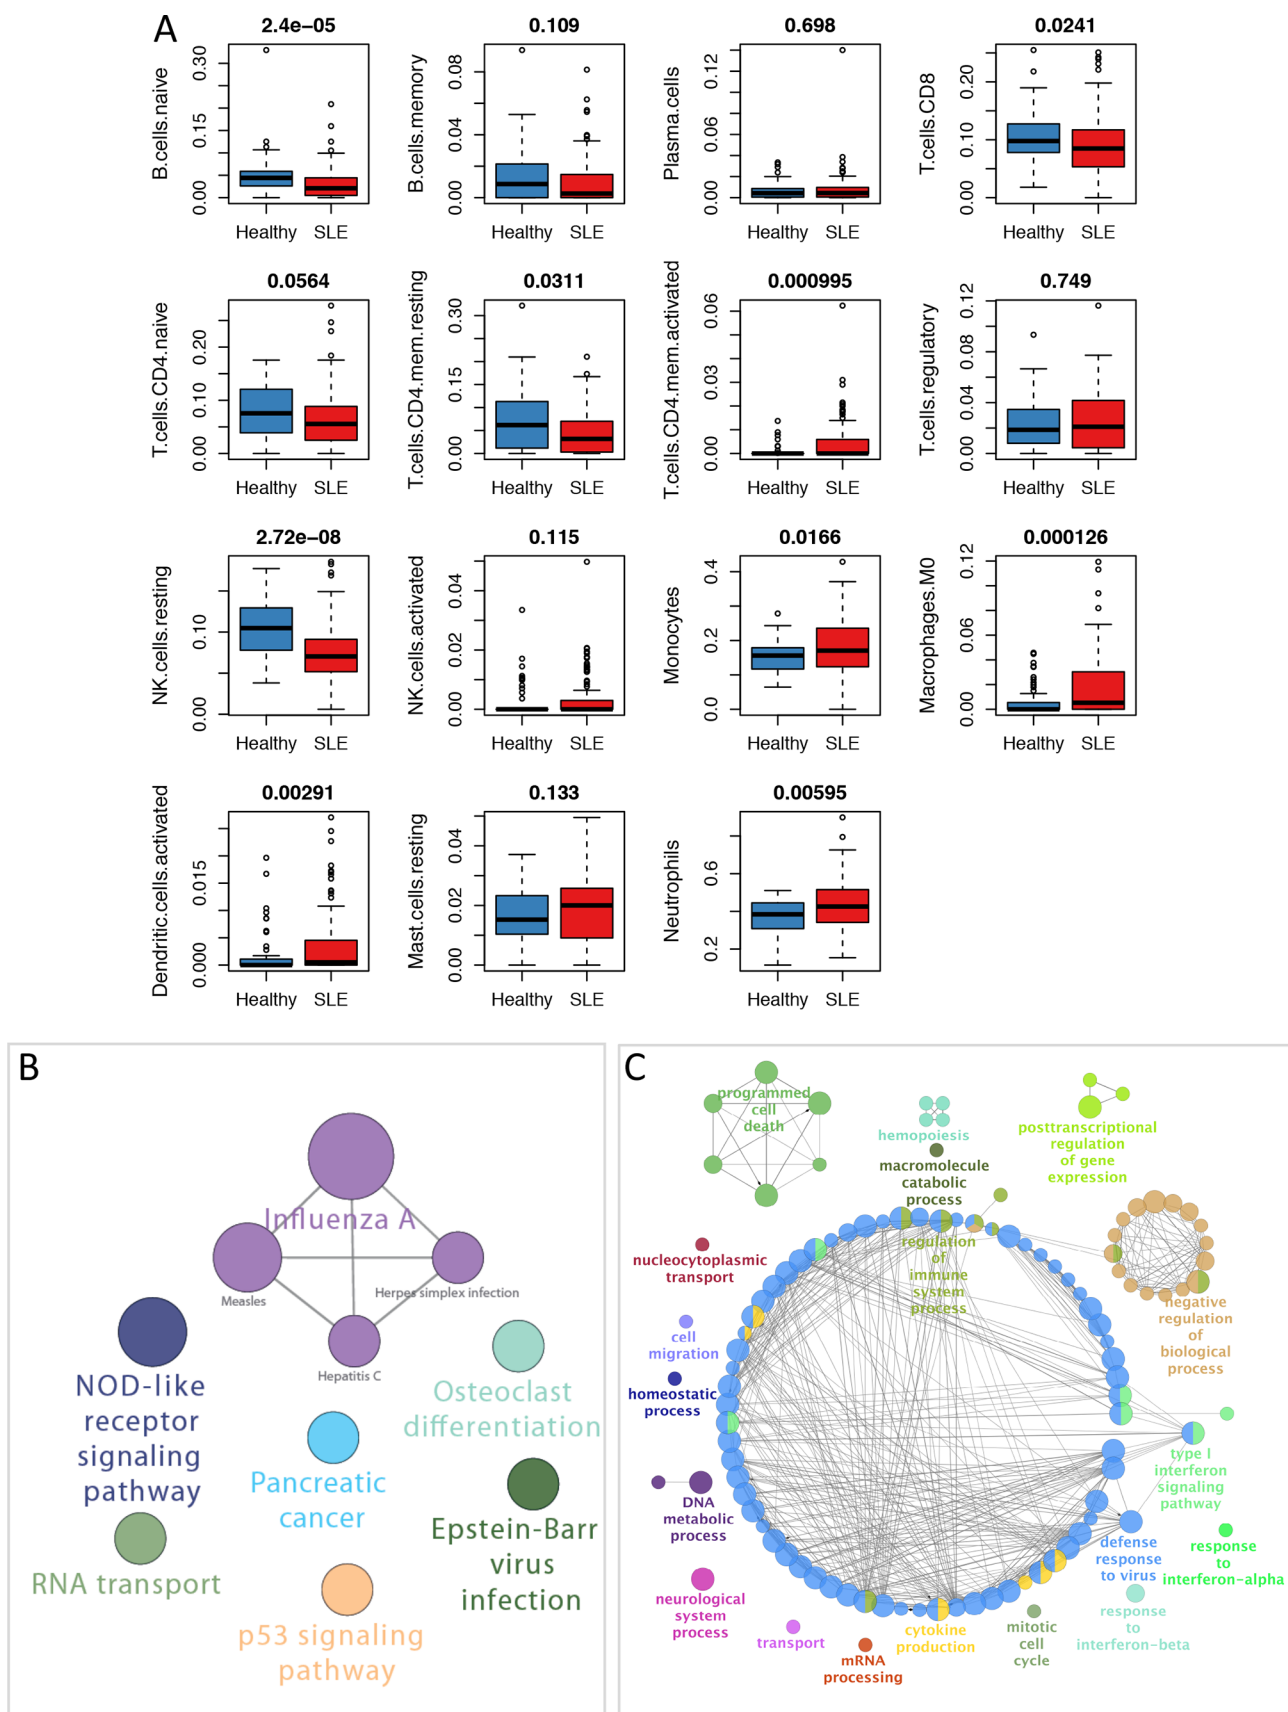 A
2.4e−05
B.cells.naive
0.00 0.15 0.30
Healthy SLE
0.109
B.cells.memory
0.00 0.04 0.08
Healthy SLE
0.698
Plasma.cells
0.00 0.06 0.12
Healthy SLE
0.0241
T.cells.CD8
0.00 0.10 0.20
Healthy SLE
0.0564
T.cells.CD4.naive
0.00 0.10 0.20
Healthy SLE
0.0311
T.cells.CD4.mem.resting
0.00 0.15 0.30
Healthy SLE
0.000995
T.cells.CD4.mem.activated
0.00 0.03 0.06
Healthy SLE
0.749
T.cells.regulatory
0.00 0.04 0.08 0.12
Healthy SLE
2.72e−08
NK.cells.resting
0.00 0.10
Healthy SLE
0.115
NK.cells.activated
0.00 0.02 0.04
Healthy SLE
0.0166
Monocytes
0.0 0.2 0.4
Healthy SLE
0.000126
Macrophages.M0
0.00 0.06 0.12
Healthy SLE
0.00291
Dendritic.cells.activated
0.000 0.015
Healthy SLE
0.133
Mast.cells.resting
0.00 0.02 0.04
Healthy SLE
0.00595
Neutrophils
0.2 0.6
Healthy SLE
B
Influenza A
Measles
Herpes simplex infection
Hepatitis C
NOD-like
receptor
signaling
pathway
Osteoclast
differentiation
Pancreatic
cancer
Epstein-Barr
virus
infection
RNA transport
p53 signaling
pathway
C
programmed
cell
death
hemopoiesis
posttranscriptional
regulation
of gene
expression
macromolecule
catabolic
process
regulation
of
immune
system
process
nucleocytoplasmic
transport
negative
regulation
of
biological
process
cell
migration
homeostatic
process
type I
interferon
signaling
pathway
DNA
metabolic
process
defense
response
to virus
response
to
interferon-alpha
neurological
system
process
response
to
interferon-beta
transport
mRNA
processing
cytokine
production
mitotic
cell
cycle